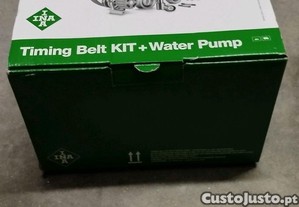 INA
Timing Belt KIT + Water Pump
INA
CustoJusto.pt